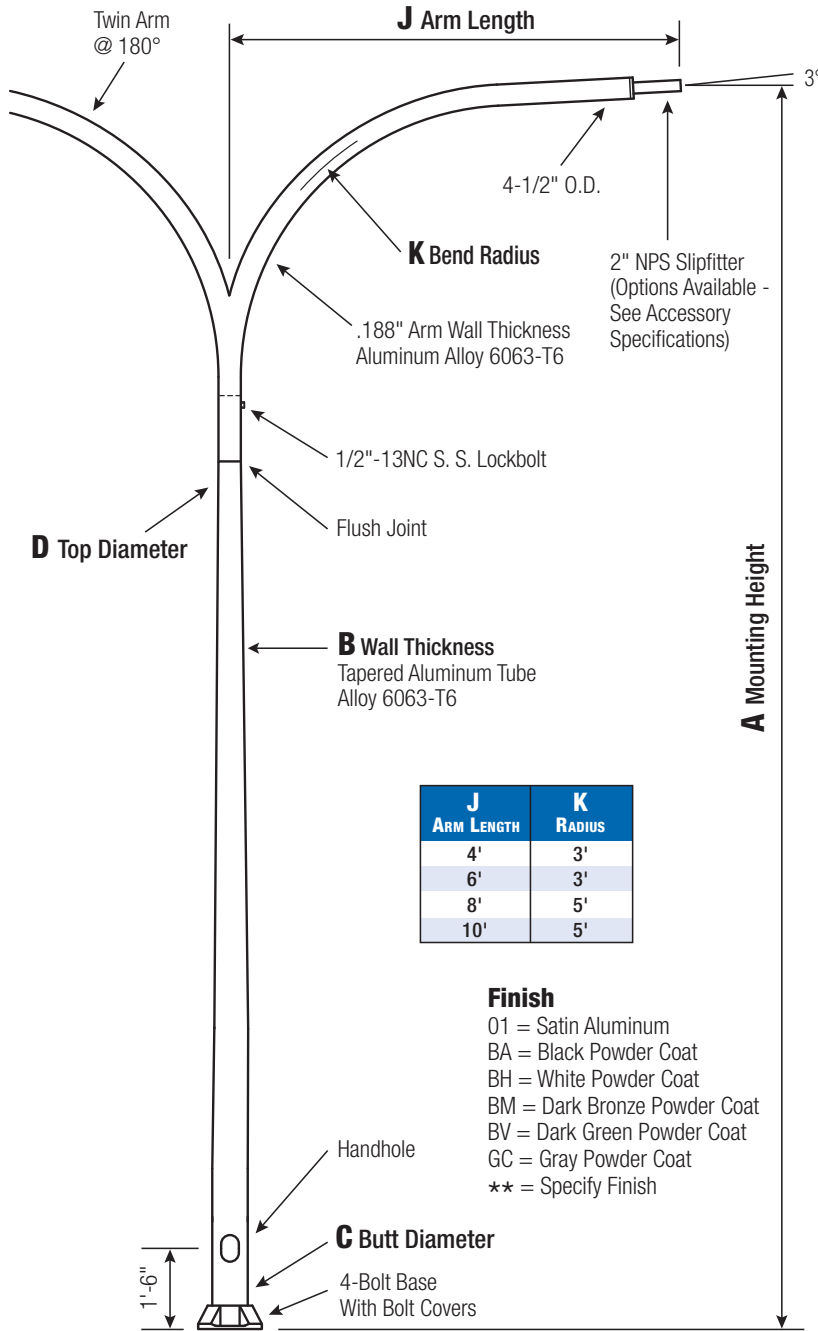 Twin Arm
@ 180°
J Arm Length
3°
4-1/2" O.D.
K Bend Radius
2" NPS Slipfitter
(Options Available -
See Accessory
Specifications)
.188" Arm Wall Thickness
Aluminum Alloy 6063-T6
1/2"-13NC S. S. Lockbolt
Flush Joint
D Top Diameter
B Wall Thickness
Tapered Aluminum Tube
Alloy 6063-T6
A Mounting Height
J K
Arm Length Radius
4' 3'
6' 3'
8' 5'
10' 5'
Finish
01 = Satin Aluminum
BA = Black Powder Coat
BH = White Powder Coat
BM = Dark Bronze Powder Coat
BV = Dark Green Powder Coat
GC = Gray Powder Coat
** = Specify Finish
Handhole
C Butt Diameter
1'-6"
4-Bolt Base
With Bolt Covers